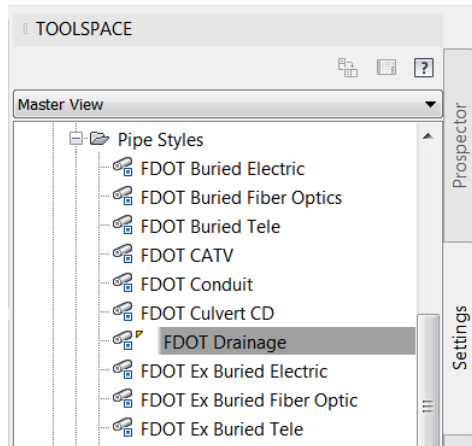 TOOLSPACE
?
Master View
Pipe Styles
FDOT Buried Electric
FDOT Buried Fiber Optics
FDOT Buried Tele
FDOT CATV
FDOT Conduit
FDOT Culvert CD
FDOT Drainage
FDOT Ex Buried Electric
FDOT Ex Buried Fiber Optic
FDOT Ex Buried Tele
Prospector
Settings